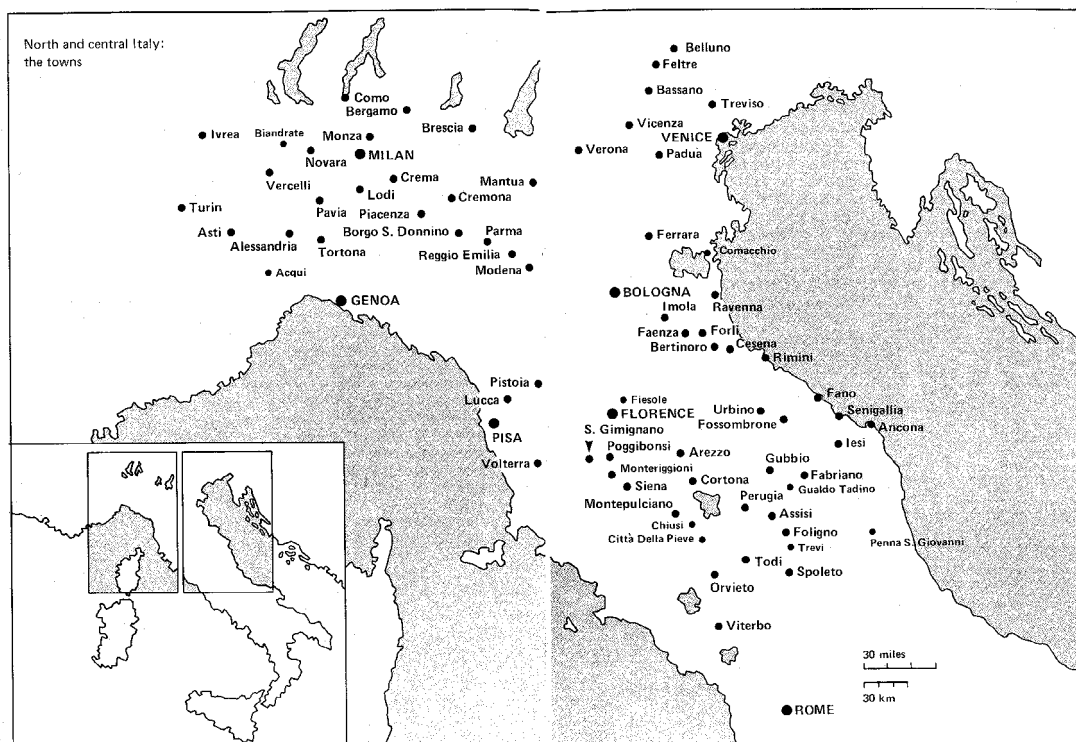 North and central Italy:
the towns
Como
Bergamo
Ivrea
Biandrate
Monza
Brescia
Novara
MILAN
Vercelli
Crema
Mantua
Lodi
Cremona
Turin
Pavia
Piacenza
Asti
Alessandria
Tortona
Borgo S. Donnino
Parma
Reggio Emilia
Modena
Acqui
GENOA
Pistoia
Lucca
PISA
Volterra
Belluno
Feltre
Bassano
Treviso
Vicenza
VENICE
Verona
Padua
Ferrara
Comacchio
BOLOGNA
Imola
Ravenna
Faenza
Forli
Bertinoro
Cesena
Rimini
Fiesole
FLORENCE
Urbino
Fano
Fossombrone
Senigallia
Ancona
S. Gimignano
Poggibonsi
Arezzo
Iesi
Monteriggioni
Gubbio
Fabriano
Siena
Cortona
Gualdo Tadino
Montepulciano
Perugia
Assisi
Chiusi
Città Della Pieve
Foligno
Trevi
Penna S. Giovanni
Todi
Spoleto
Orvieto
Viterbo
30 miles
30 km
ROME